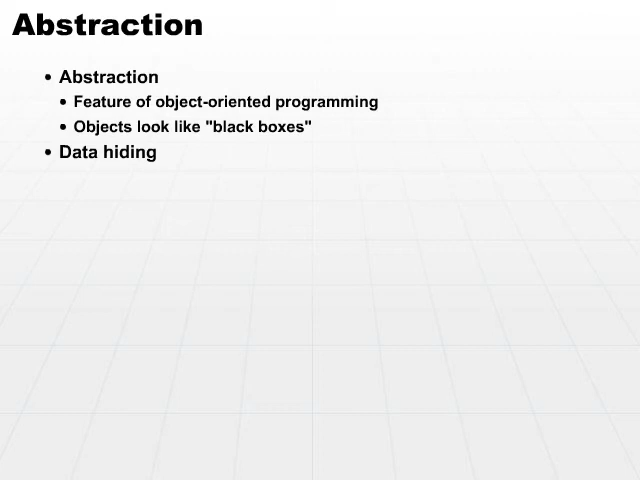 Abstraction
• Abstraction
• Feature of object-oriented programming
• Objects look like "black boxes"
• Data hiding